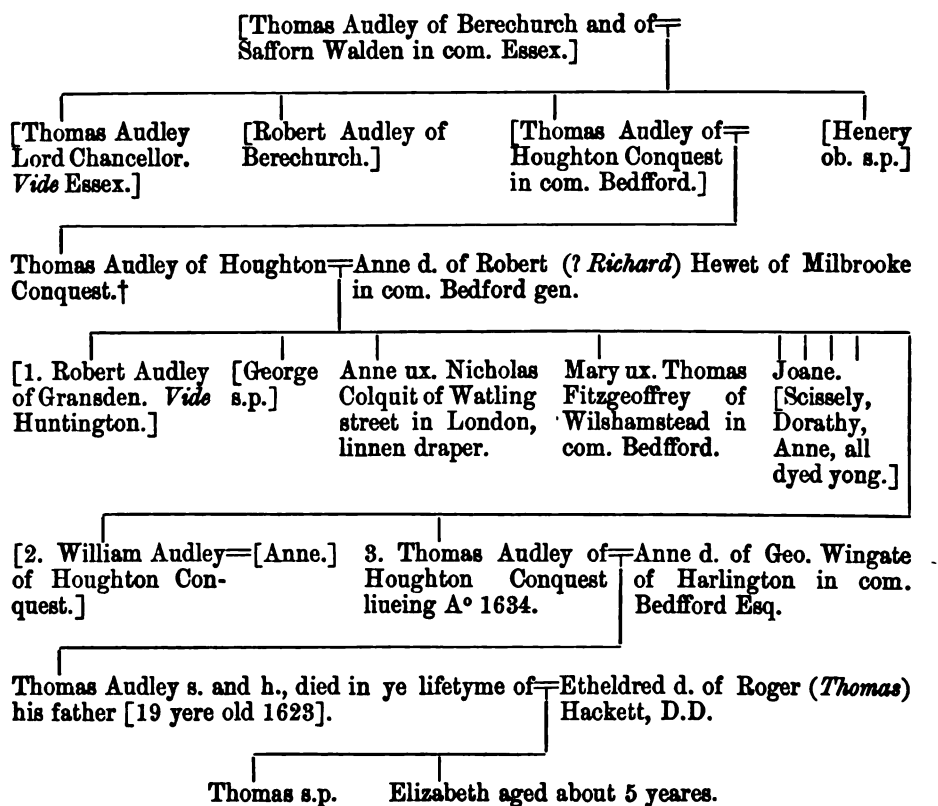 [Thomas Audley of Berechurch and of=
Safforn Walden in com. Essex.]
[Thomas Audley
Lord Chancellor.
Vide Essex.]
[Robert Audley of
Berechurch.]
[Thomas Audley of=
Houghton Conquest
in com. Bedfford.]
[Henery
ob. s.p.]
Thomas Audley of Houghton=Anne d. of Robert (? Richard) Hewet of Milbrooke
Conquest.†
in com. Bedford gen.
[1. Robert Audley
of Gransden. Vide
Huntington.]
[George
s.p.]
Anne ux. Nicholas
Colquit of Watling
street in London,
linnen draper.
Mary ux. Thomas
Fitzgeoffrey of
Wilshamstead in
com. Bedfford.
Joane.
[Scissely,
Dorathy,
Anne, all
dyed yong.]
[2. William Audley=[Anne.]
of Houghton Con-
quest.]
3. Thomas Audley of=Anne d. of Geo. Wingate
Houghton Conquest
liueing Aº 1634.
of Harlington in com.
Bedfford Esq.
Thomas Audley s. and h., died in ye lifetyme of=Etheldred d. of Roger (Thomas)
his father [19 yere old 1623].
Hackett, D.D.
Thomas s.p.
Elizabeth aged about 5 yeares.